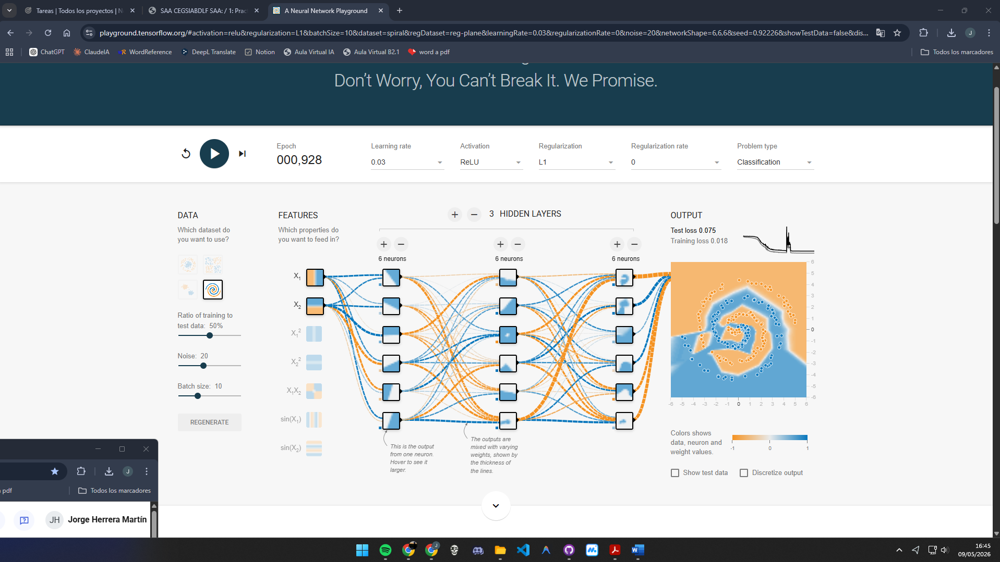 Tareas | Todos los proyectos | N
SAA CEGSIABDLF SAA: / 1: Prac
A Neural Network Playground
playground.tensorflow.org/#activation=relu&regularization=L1&batchSize=10&dataset=spiral&regDataset=reg-plane&learningRate=0.03&regularizationRate=0&noise=20&networkShape=6,6,6&seed=0.92226&showTestData=false&dis...
J
ChatGPT
ClaudeIA
WordReference
DeepL Translate
Notion
Aula Virtual IA
Aula Virtual B2.1
word a pdf
Todos los marcadores
Don't Worry, You Can't Break It. We Promise.
Epoch
000,928
Learning rate
0.03
Activation
ReLU
Regularization
L1
Regularization rate
0
Problem type
Classification
DATA
Which dataset do
you want to use?
Ratio of training to
test data: 50%
Noise: 20
Batch size: 10
REGENERATE
FEATURES
Which properties do
you want to feed in?
X1
X2
X1²
X2²
X1X2
sin(X1)
sin(X2)
+ − 3 HIDDEN LAYERS
+ −
6 neurons
+ −
6 neurons
+ −
6 neurons
This is the output
from one neuron.
Hover to see it
larger.
The outputs are
mixed with varying
weights, shown by
the thickness of
the lines.
OUTPUT
Test loss 0.075
Training loss 0.018
6
5
4
3
2
1
0
-1
-2
-3
-4
-5
-6
-6 -5 -4 -3 -2 -1 0 1 2 3 4 5 6
Colors shows
data, neuron and
weight values.
-1 0 1
Show test data
Discretize output
J
pdf
Todos los marcadores
JH
Jorge Herrera Martín
J
16:45
09/05/2026